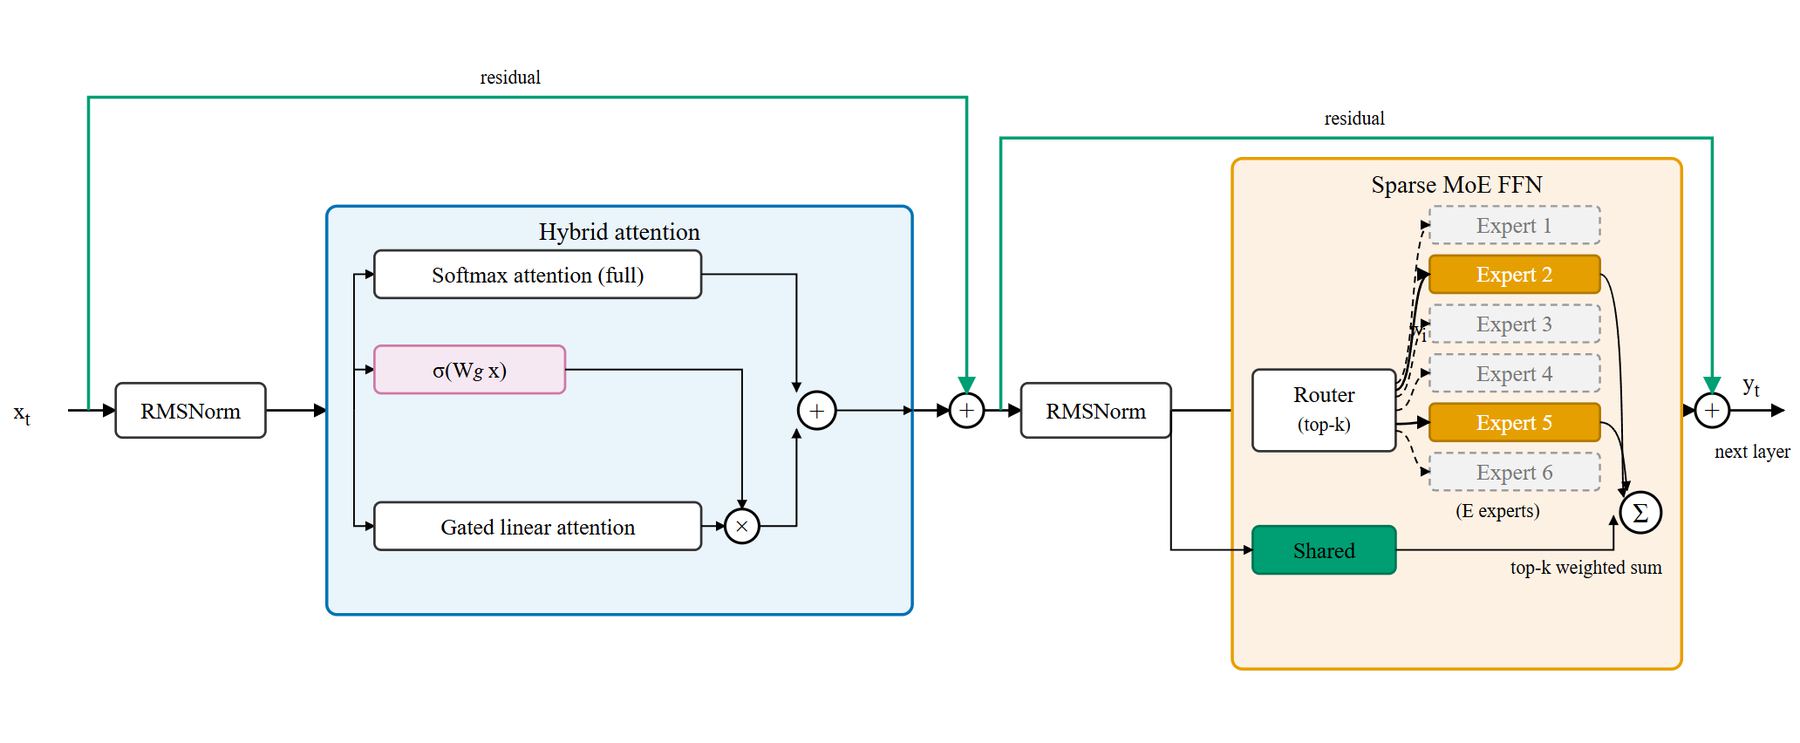 residual
residual
Sparse MoE FFN
Expert 1
Hybrid attention
Softmax attention (full)
Expert 2
Expert 3
σ(Wg x)
Expert 4
xt
RMSNorm
+
+
RMSNorm
Router
(top-k)
Expert 5
+
yt
next layer
Expert 6
(E experts)
Σ
Gated linear attention
×
Shared
top-k weighted sum